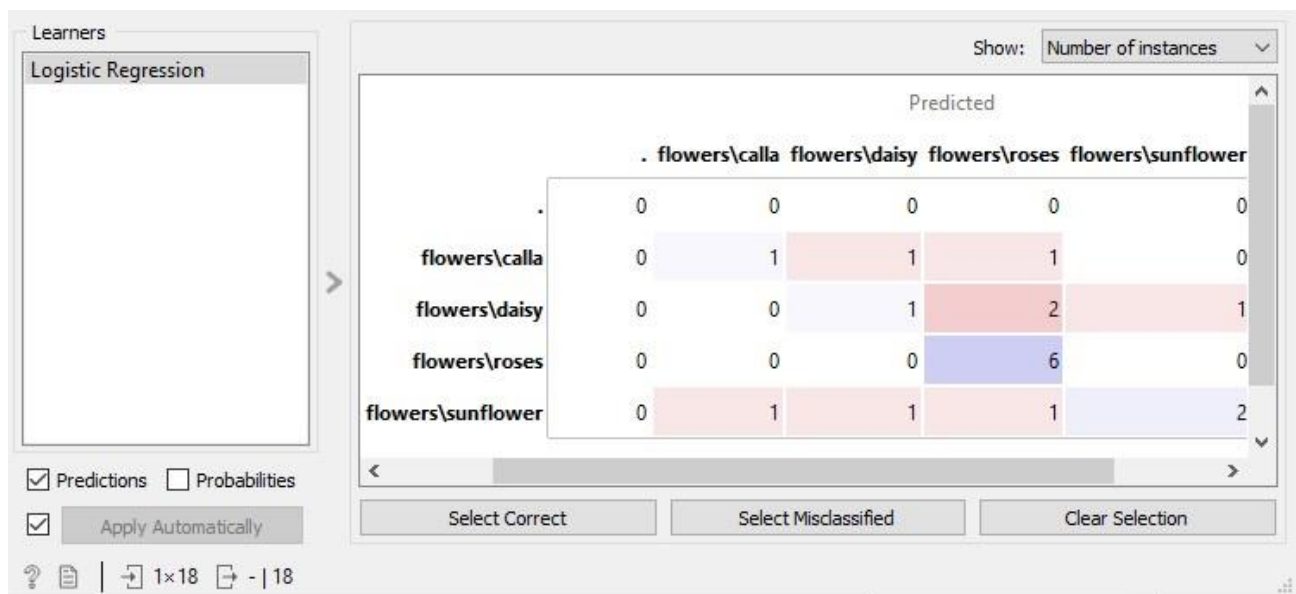 Learners
Logistic Regression
Show: Number of instances
Predicted
. flowers\calla flowers\daisy flowers\roses flowers\sunflower
. 0 0 0 0 0
flowers\calla 0 1 1 1 0
flowers\daisy 0 0 1 2 1
flowers\roses 0 0 0 6 0
flowers\sunflower 0 1 1 1 2
Predictions Probabilities
Apply Automatically
Select Correct Select Misclassified Clear Selection
? 1×18 - | 18